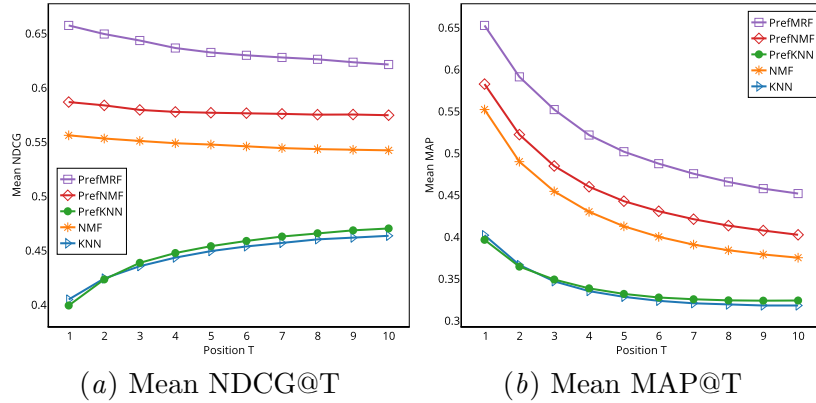 0.65
0.6
0.55
0.5
0.45
0.4
Mean NDCG
PrefMRF
PrefNMF
PrefKNN
NMF
KNN
1 2 3 4 5 6 7 8 9 10
Position T
(a) Mean NDCG@T
0.65
0.6
0.55
0.5
0.45
0.4
0.35
0.3
Mean MAP
PrefMRF
PrefNMF
PrefKNN
NMF
KNN
1 2 3 4 5 6 7 8 9 10
Position T
(b) Mean MAP@T